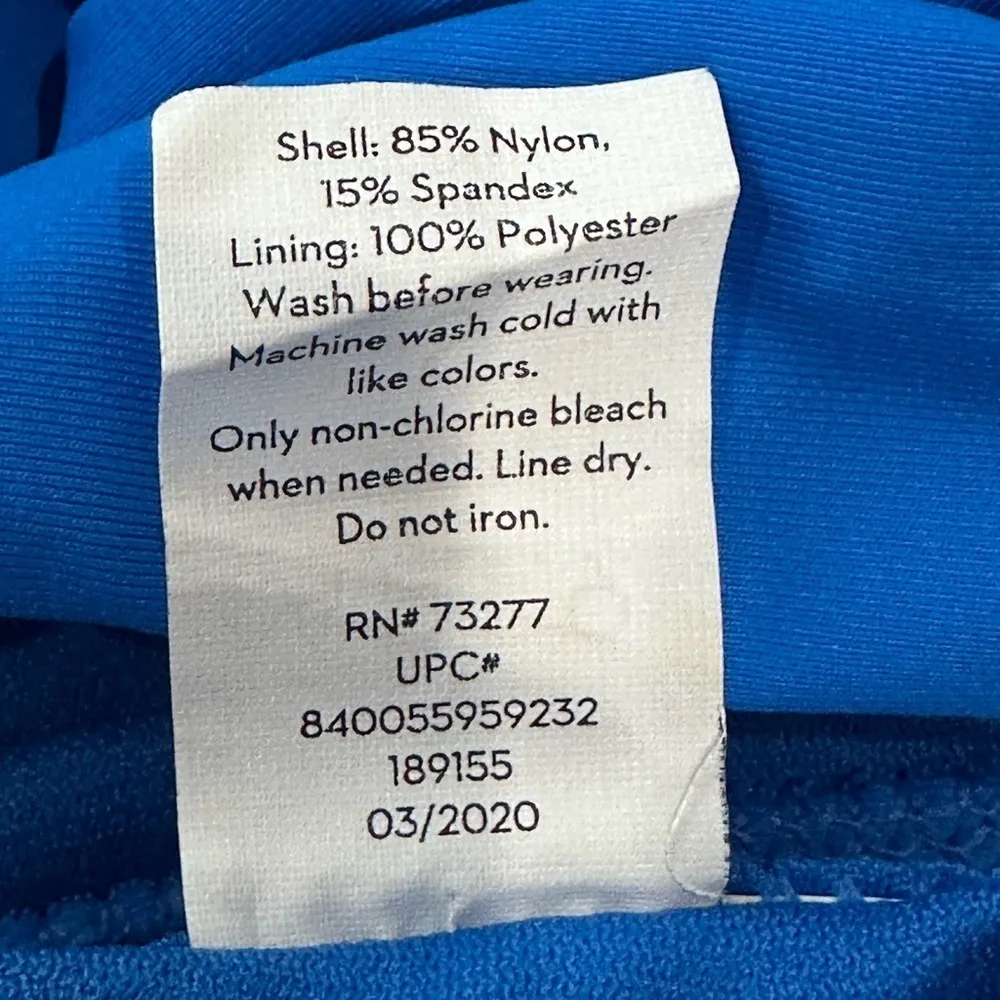 Shell: 85% Nylon,
15% Spandex
Lining: 100% Polyester
Wash before wearing.
Machine wash cold with
like colors.
Only non-chlorine bleach
when needed. Line dry.
Do not iron.
RN# 73277
UPC#
840055959232
189155
03/2020